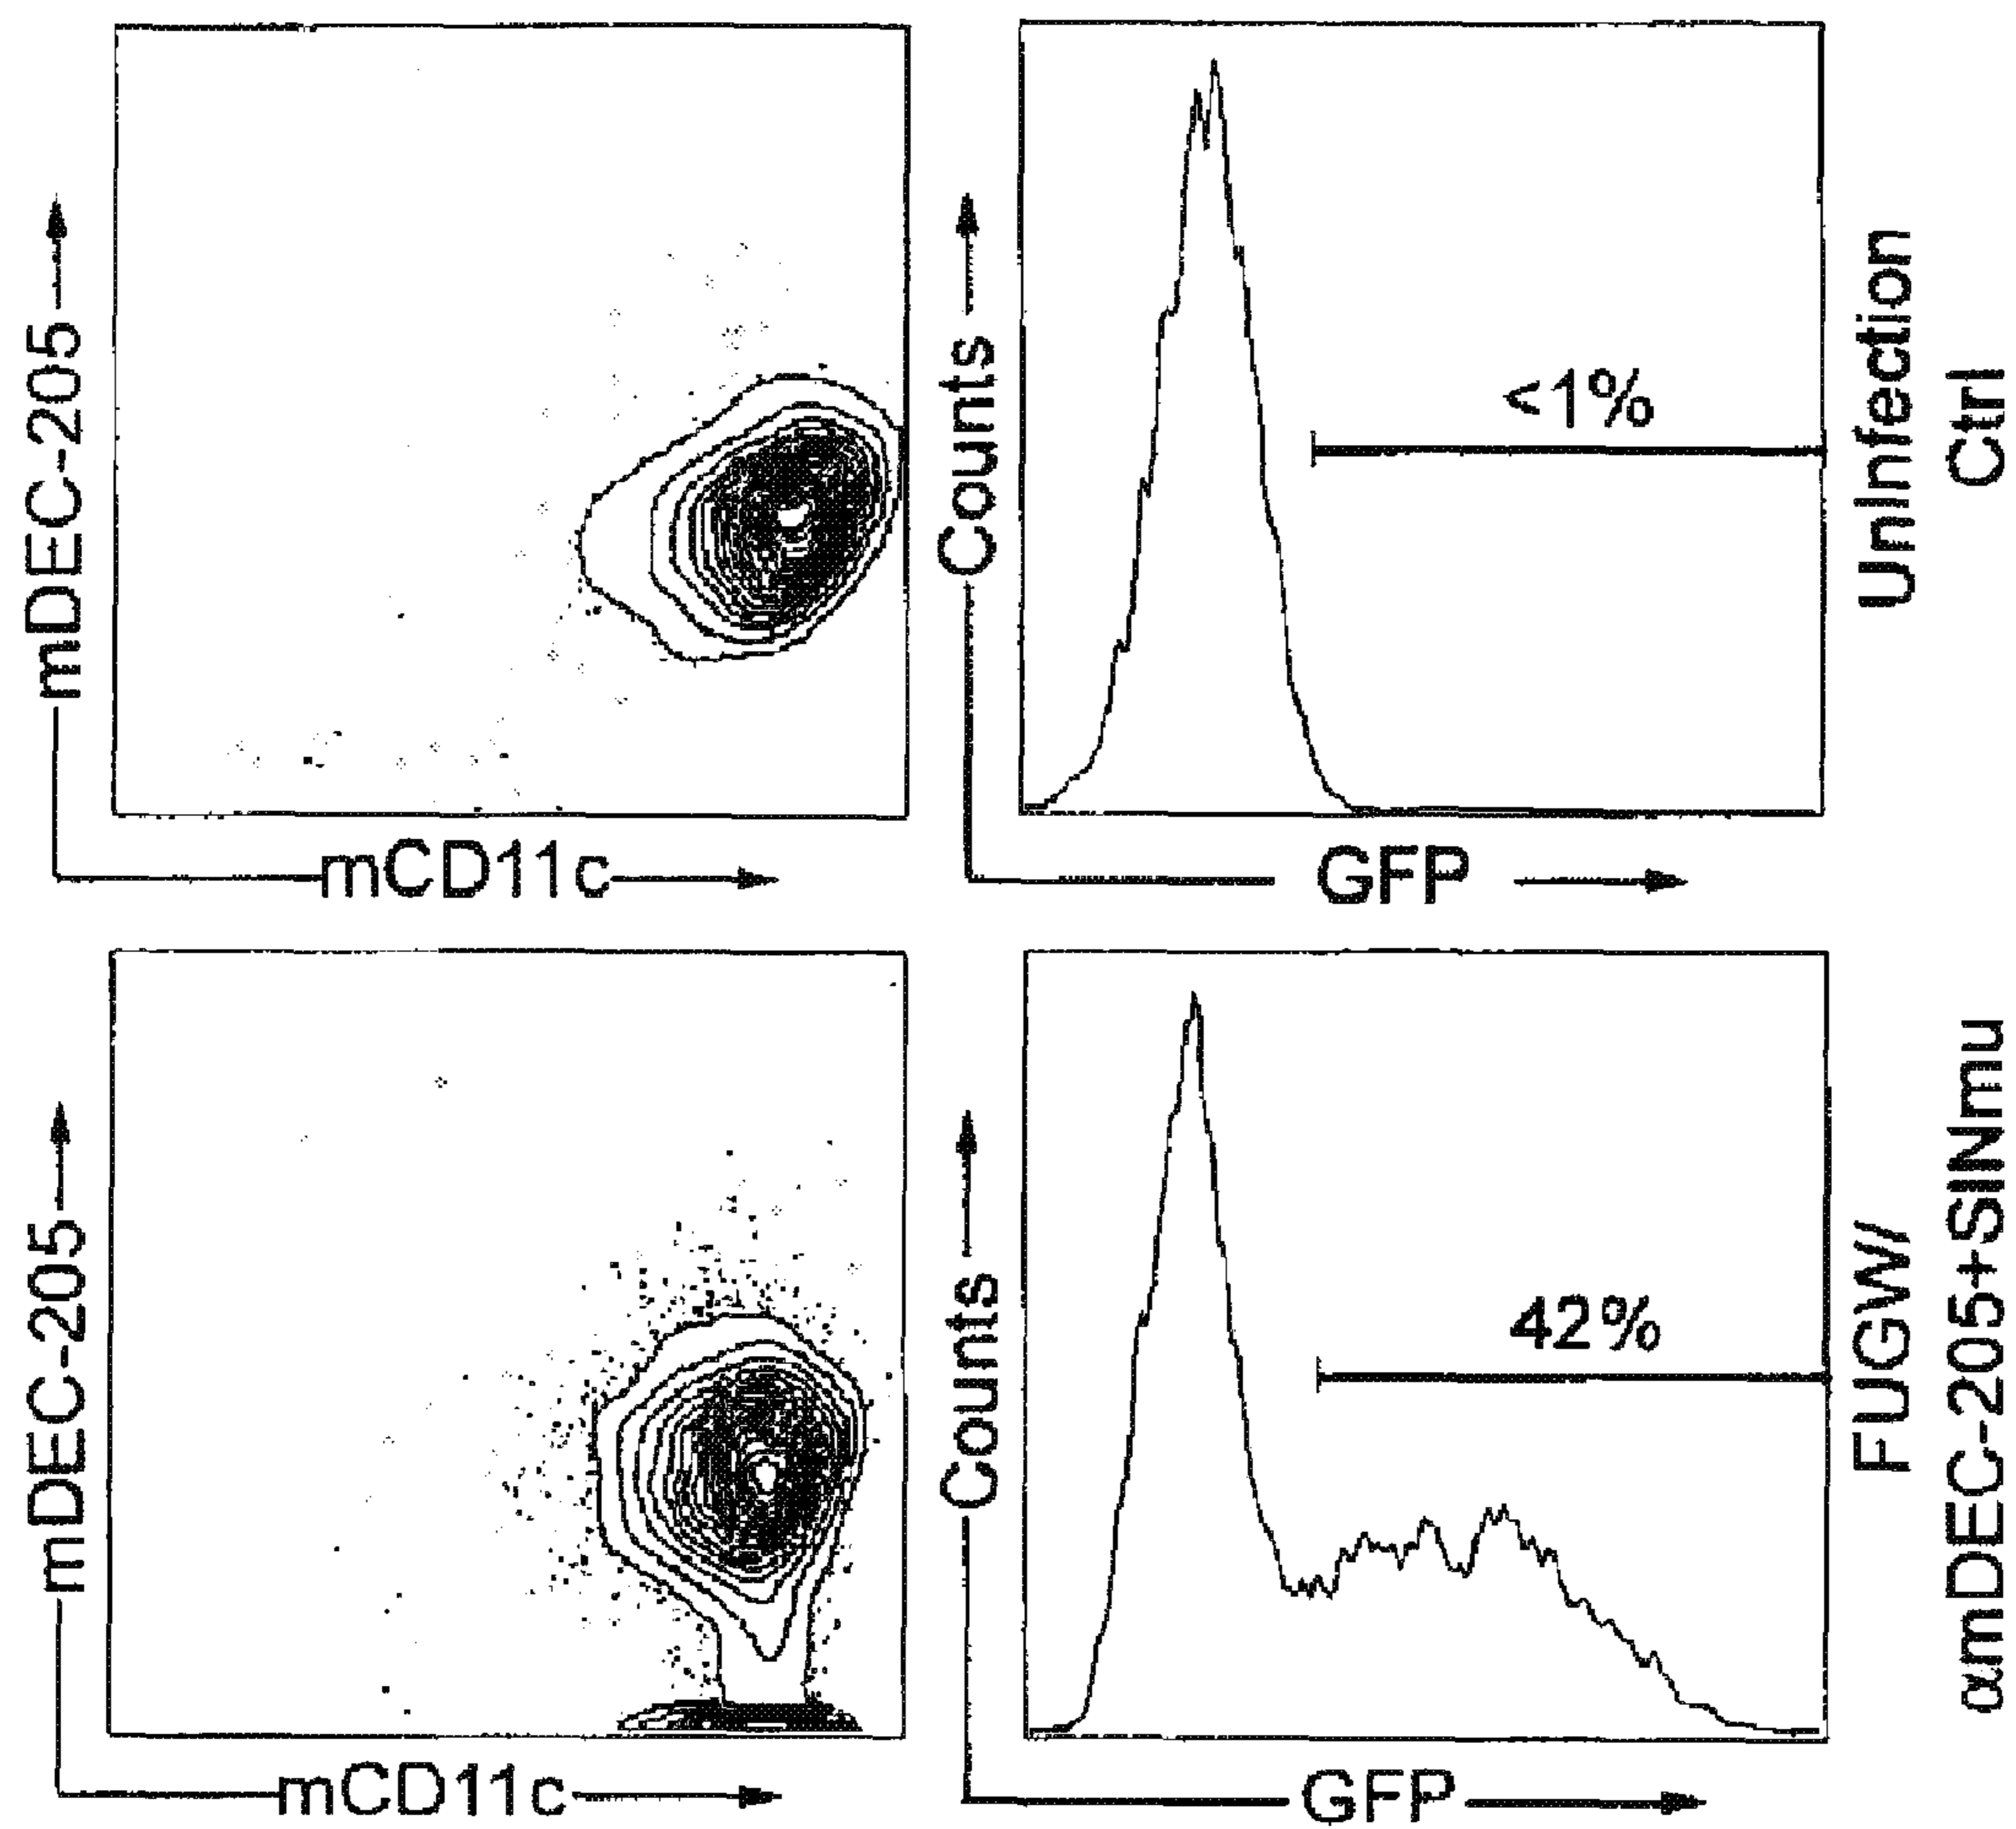 mDEC-205
mCD11c
Counts
<1%
GFP
UnInfection
Ctrl
mDEC-205
mCD11c
Counts
42%
GFP
FUGW/
αmDEC-205+SINmu